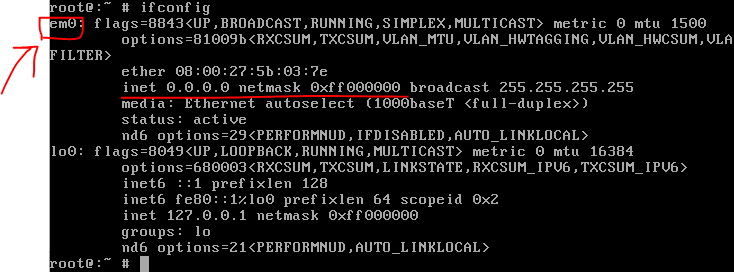 root@:~ # ifconfig
em0: flags=8843<UP,BROADCAST,RUNNING,SIMPLEX,MULTICAST> metric 0 mtu 1500
options=81009b<RXCSUM,TXCSUM,VLAN_MTU,VLAN_HWTAGGING,VLAN_HWCSUM,VLA
FILTER>
ether 08:00:27:5b:03:7e
inet 0.0.0.0 netmask 0xff000000 broadcast 255.255.255.255
media: Ethernet autoselect (1000baseT <full-duplex>)
status: active
nd6 options=29<PERFORMNUD,IFDISABLED,AUTO_LINKLOCAL>
lo0: flags=8049<UP,LOOPBACK,RUNNING,MULTICAST> metric 0 mtu 16384
options=680003<RXCSUM,TXCSUM,LINKSTATE,RXCSUM_IPV6,TXCSUM_IPV6>
inet6 ::1 prefixlen 128
inet6 fe80::1%lo0 prefixlen 64 scopeid 0x2
inet 127.0.0.1 netmask 0xff000000
groups: lo
nd6 options=21<PERFORMNUD,AUTO_LINKLOCAL>
root@:~ #